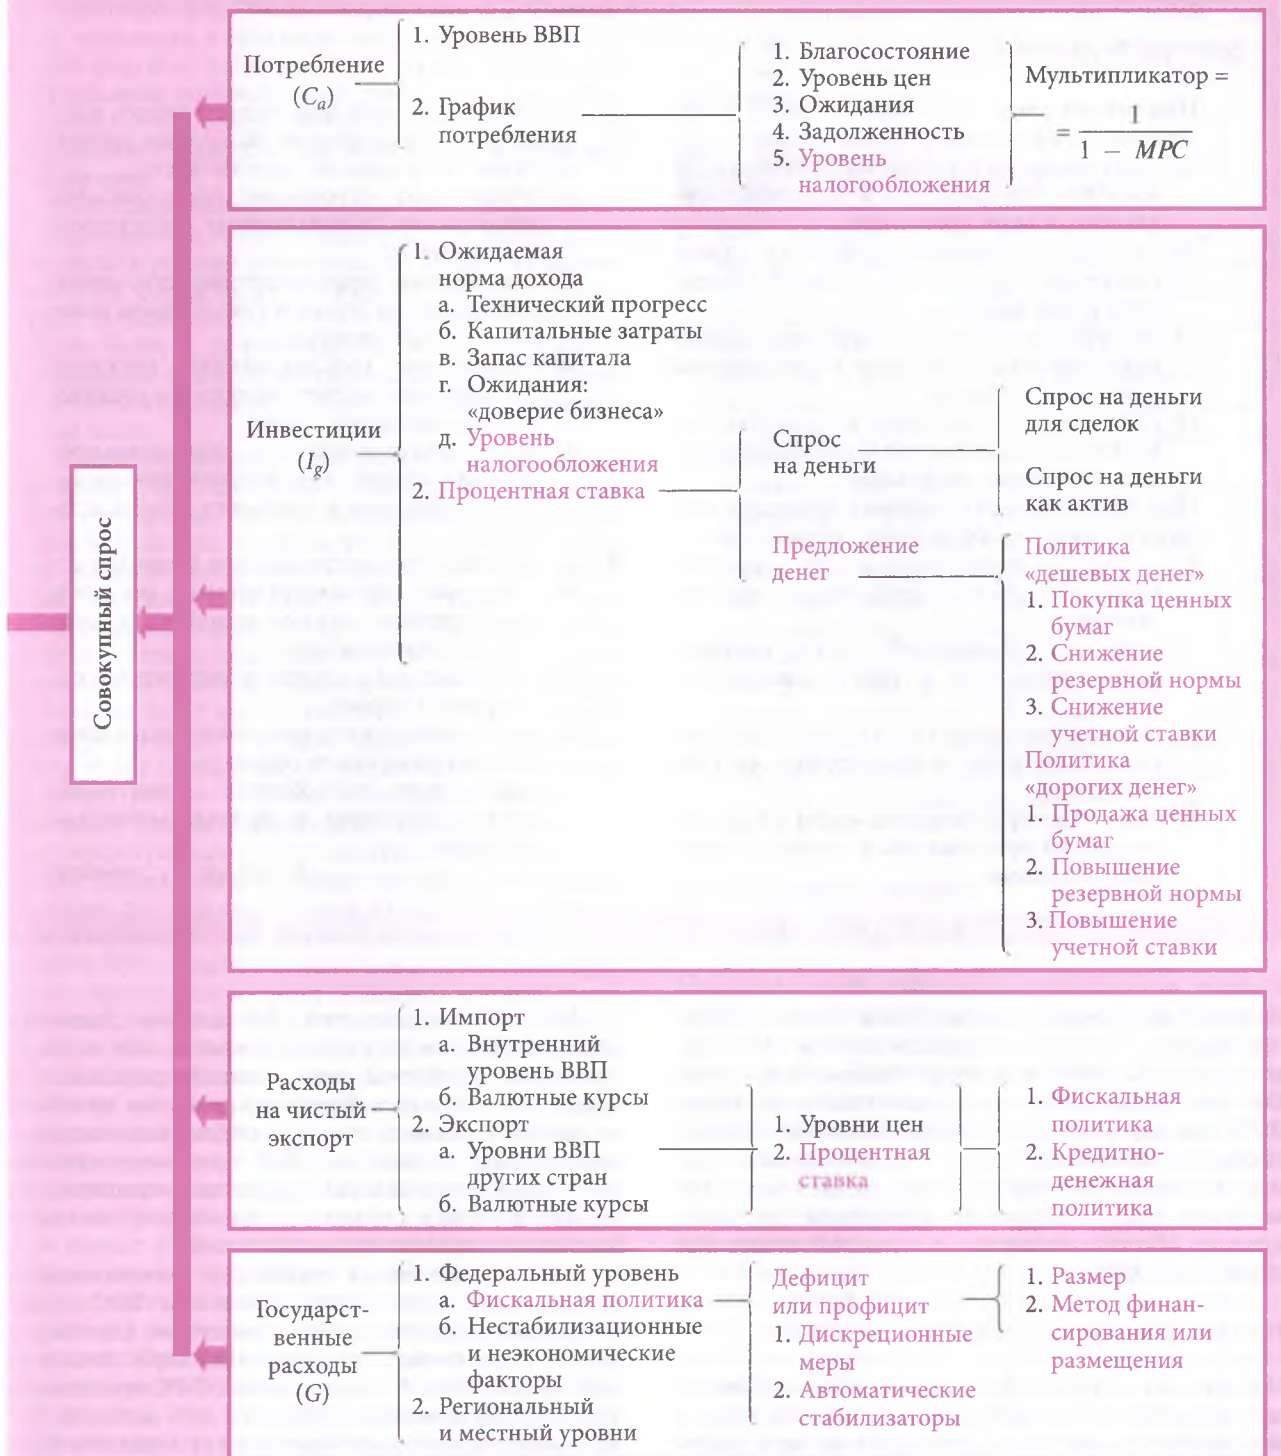 Совокупный спрос
Потребление
(Cₐ)
1. Уровень ВВП
2. График
потребления
1. Благосостояние
2. Уровень цен
3. Ожидания
4. Задолженность
5. Уровень
налогообложения
Мультипликатор =
= 1 / (1 − MPC)
Инвестиции
(I_g)
1. Ожидаемая
норма дохода
а. Технический прогресс
б. Капитальные затраты
в. Запас капитала
г. Ожидания:
«доверие бизнеса»
д. Уровень
налогообложения
2. Процентная ставка
Спрос
на деньги
Спрос на деньги
для сделок
Спрос на деньги
как актив
Предложение
денег
Политика
«дешевых денег»
1. Покупка ценных
бумаг
2. Снижение
резервной нормы
3. Снижение
учетной ставки
Политика
«дорогих денег»
1. Продажа ценных
бумаг
2. Повышение
резервной нормы
3. Повышение
учетной ставки
Расходы
на чистый
экспорт
1. Импорт
а. Внутренний
уровень ВВП
б. Валютные курсы
2. Экспорт
а. Уровни ВВП
других стран
б. Валютные курсы
1. Уровни цен
2. Процентная
ставка
1. Фискальная
политика
2. Кредитно-
денежная
политика
Государст-
венные
расходы
(G)
1. Федеральный уровень
а. Фискальная политика
б. Нестабилизационные
и неэкономические
факторы
2. Региональный
и местный уровни
Дефицит
или профицит
1. Дискреционные
меры
2. Автоматические
стабилизаторы
1. Размер
2. Метод финан-
сирования или
размещения